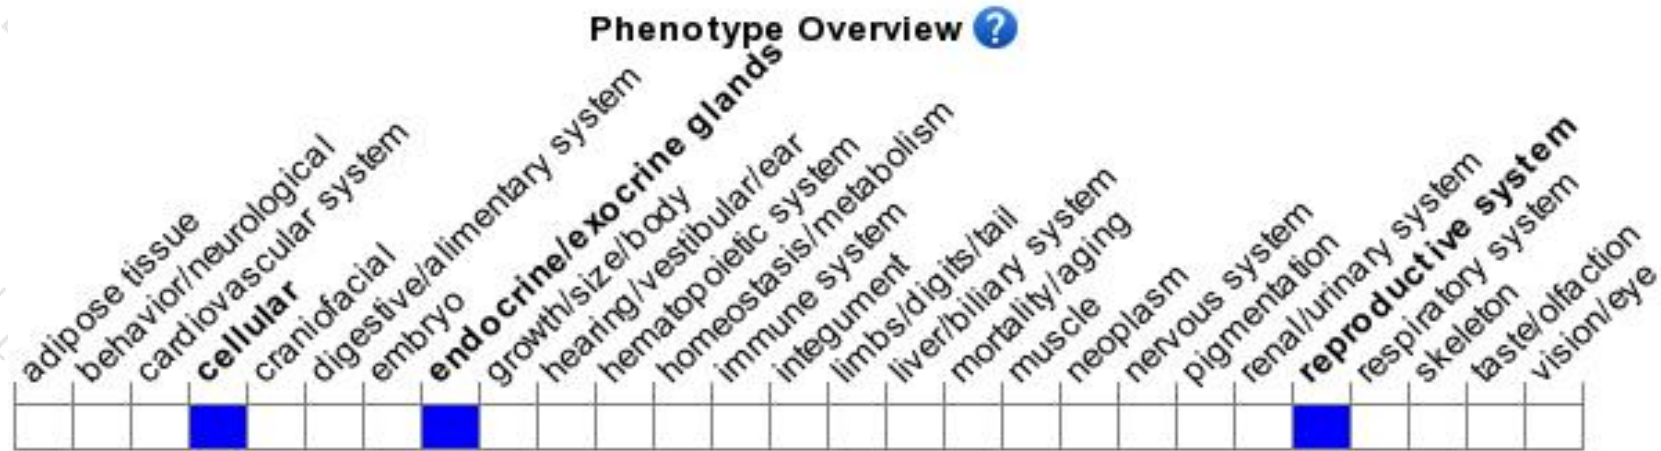 Phenotype Overview ?
adipose tissue
behavior/neurological
cardiovascular system
cellular
craniofacial
digestive/alimentary system
embryo
endocrine/exocrine glands
growth/size/body
hearing/vestibular/ear
hematopoietic system
homeostasis/metabolism
immune system
integument
limbs/digits/tail
liver/biliary system
mortality/aging
muscle
neoplasm
nervous system
pigmentation
renal/urinary system
reproductive system
respiratory system
skeleton
taste/olfaction
vision/eye